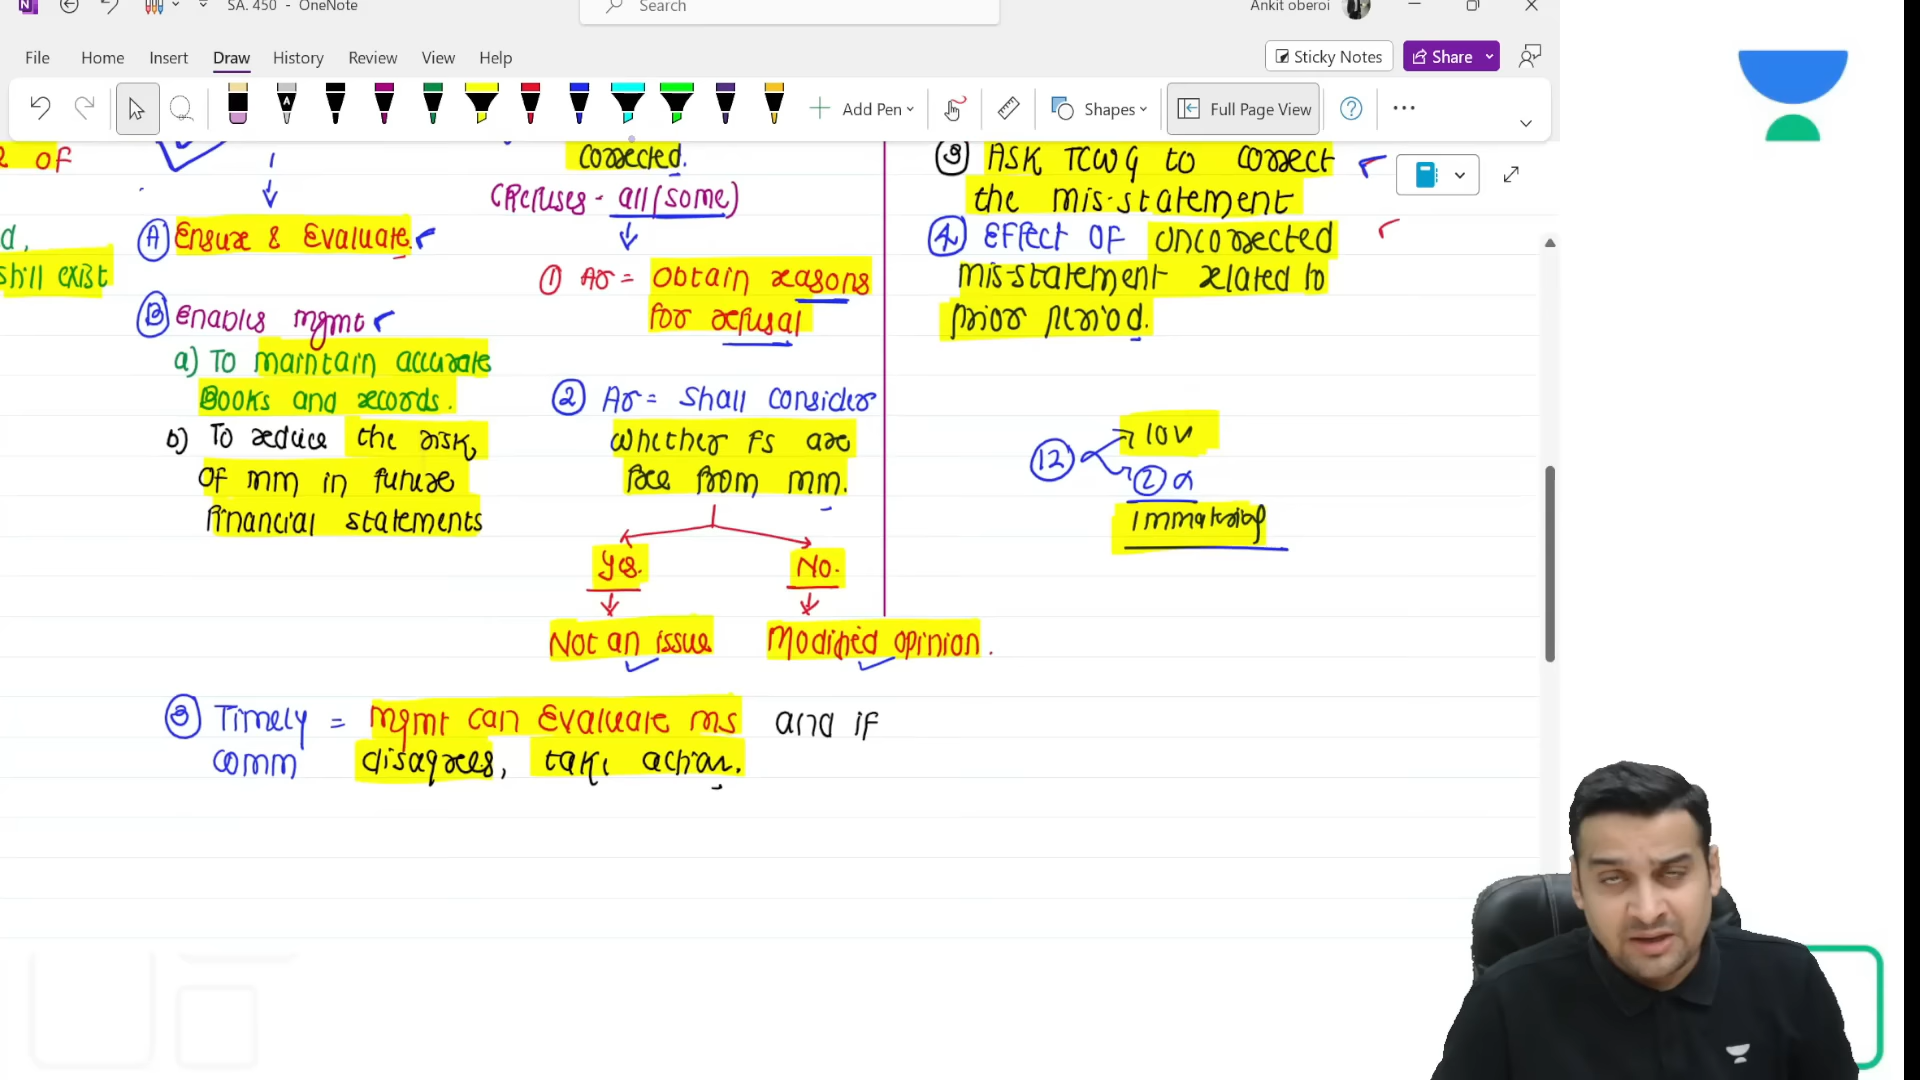 SA. 450 - OneNote
Search
Ankit oberoi
File Home Insert Draw History Review View Help
Sticky Notes
Share
Add Pen
Shapes
Full Page View
of
d,
still exist
A Ensure & Evaluate.
B Enables mgmt
a) To maintain accurate
Books and records.
b) To reduce the risk,
of mm in future
financial statements
corrected.
(Refuses - all/some)
1 Ar = Obtain reasons
for refusal
2 Ar = Shall consider
whether fs are
free from mm.
Yes. No.
Not an issue Modified opinion.
3 Timely = mgmt can Evaluate ms and if
comm disagrees, take action.
3 Ask TCWG to correct
the mis-statement
4 Effect of uncorrected
mis-statement related to
prior period.
12
10
2
Immaterial